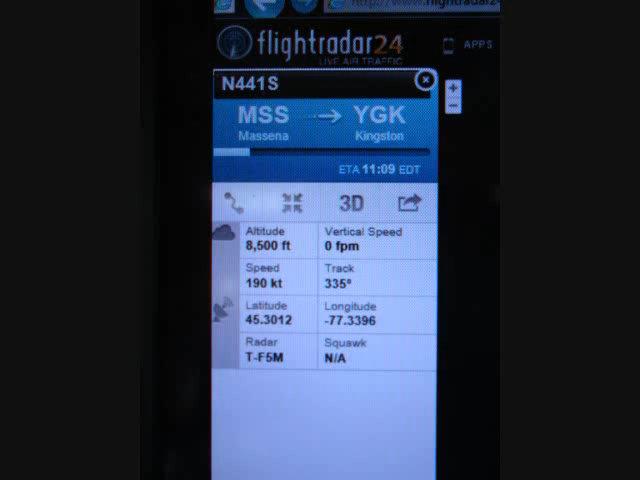 flightradar24
LIVE AIR TRAFFIC
APPS
N441S
MSS
YGK
Massena
Kingston
ETA 11:09 EDT
3D
Altitude
Vertical Speed
8,500 ft
0 fpm
Speed
Track
190 kt
335°
Latitude
Longitude
45.3012
-77.3396
Radar
Squawk
T-F5M
N/A